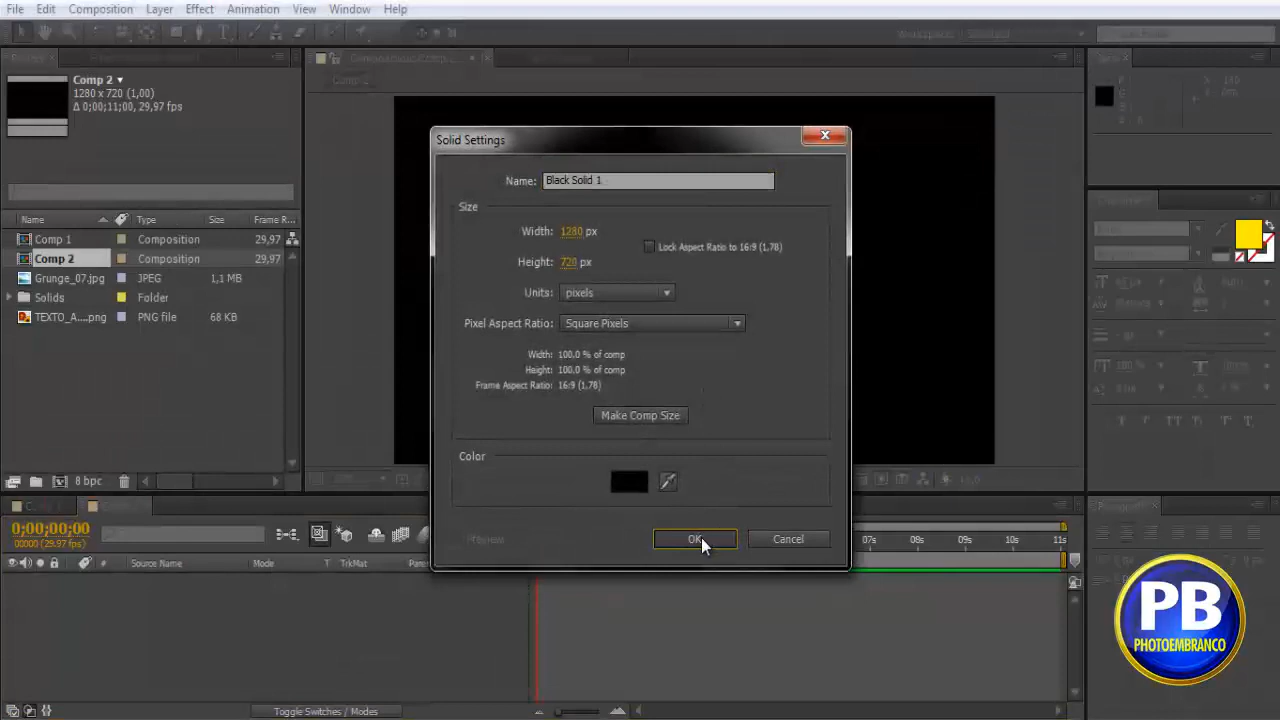 File Edit Composition Layer Effect Animation View Window Help
Comp 2
1280 x 720 (1,00)
Δ 0;00;11;00, 29,97 fps
Name Type Size Frame R...
Comp 1 Composition 29,97
Comp 2 Composition 29,97
Grunge_07.jpg JPEG 1,1 MB
Solids Folder
TEXTO_A....png PNG file 68 KB
8 bpc
Solid Settings
Name: Black Solid 1
Size
Width: 1280 px
Lock Aspect Ratio to 16:9 (1,78)
Height: 720 px
Units: pixels
Pixel Aspect Ratio: Square Pixels
Width: 100,0 % of comp
Height: 100,0 % of comp
Frame Aspect Ratio: 16:9 (1,78)
Make Comp Size
Color
Preview
OK
Cancel
0;00;00;00
00000 (29.97 fps)
# Source Name Mode T TrkMat
07s 08s 09s 10s 11s
Toggle Switches / Modes
PB
PHOTOEMBRANCO